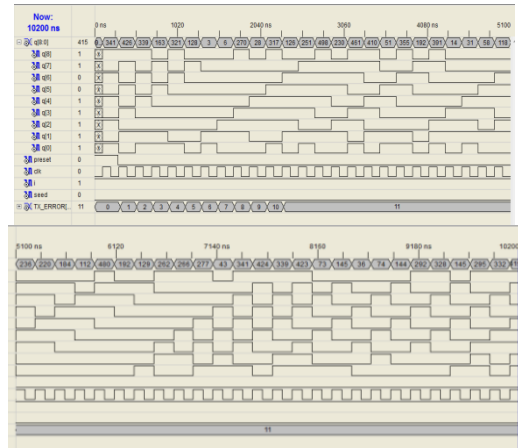 Now:
10200 ns
0 ns 1020 2040 ns 3060 4080 ns 5100
q[8:0] 415 341 426 339 163 321 128 3 6 270 28 317 126 251 498 230 461 410 51 355 192 391 14 31 58 118
q[8] 1 X
q[7] 1 X
q[6] 0 X
q[5] 0 X
q[4] 1 X
q[3] 1 X
q[2] 1 X
q[1] 1 X
q[0] 1 X
preset 0
clk 0
i 1
seed 0
TX_ERROR[... 11 0 1 2 3 4 5 6 7 8 9 10 11
5100 ns 6120 7140 ns 8160 9180 ns 10200
236 220 184 112 480 182 129 262 266 277 43 341 424 339 423 73 145 36 74 144 292 328 145 295 332
11